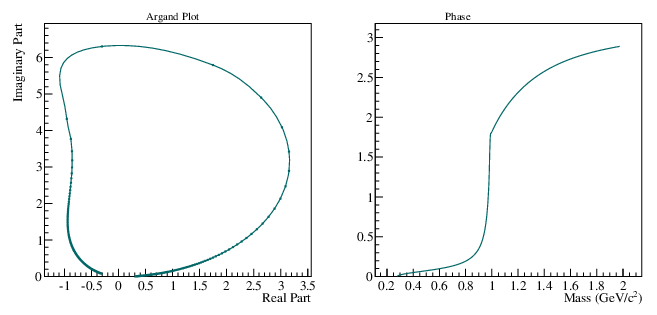 Argand Plot
Imaginary Part
6
5
4
3
2
1
0
-1 -0.5 0 0.5 1 1.5 2 2.5 3 3.5
Real Part
Phase
3
2.5
2
1.5
1
0.5
0
0.2 0.4 0.6 0.8 1 1.2 1.4 1.6 1.8 2
Mass (GeV/c²)